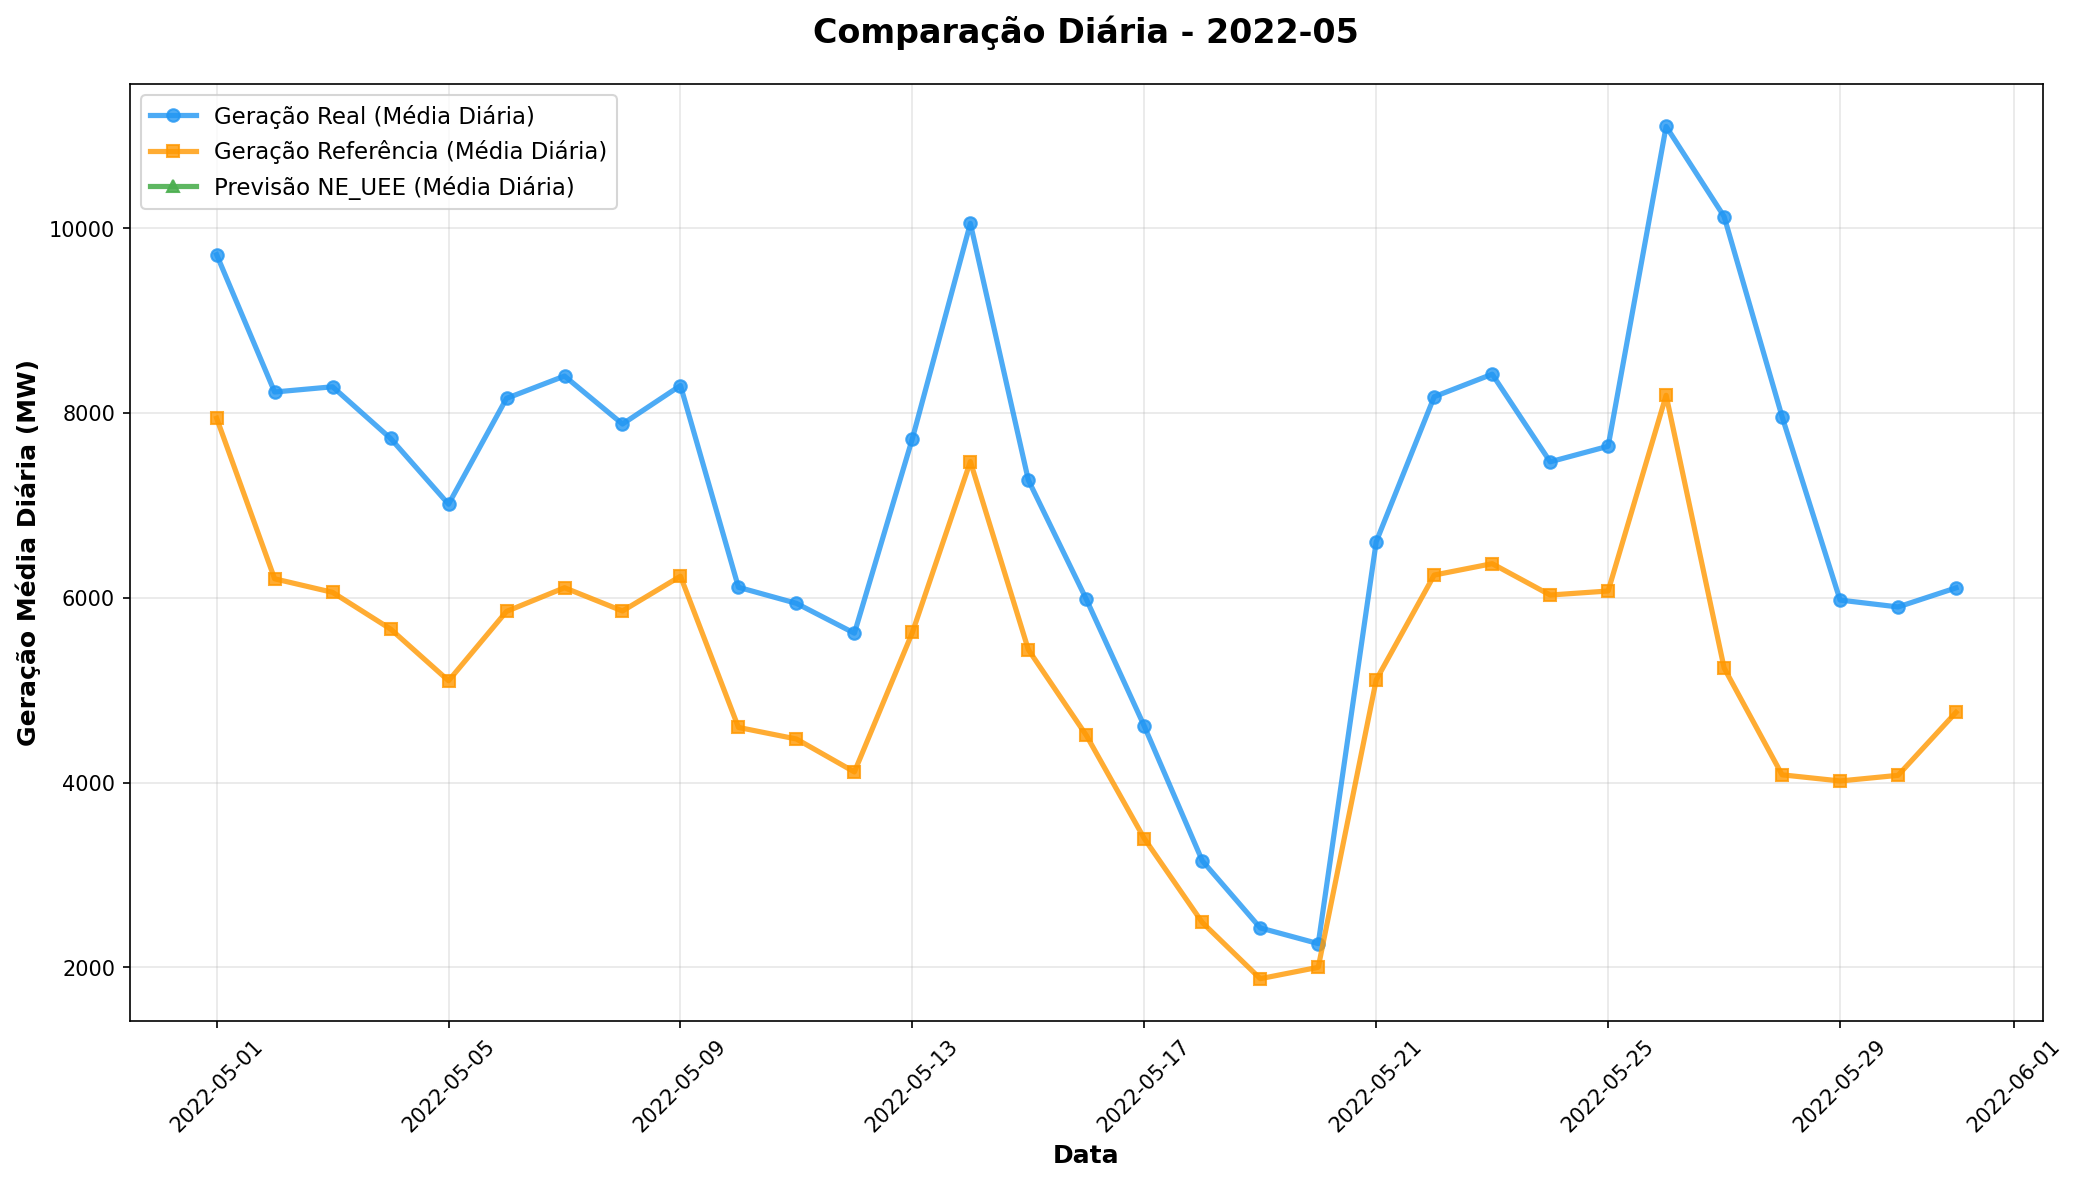 Comparação Diária - 2022-05
Geração Real (Média Diária)
Geração Referência (Média Diária)
Previsão NE_UEE (Média Diária)
Geração Média Diária (MW)
10000
8000
6000
4000
2000
2022-05-01
2022-05-05
2022-05-09
2022-05-13
2022-05-17
2022-05-21
2022-05-25
2022-05-29
2022-06-01
Data